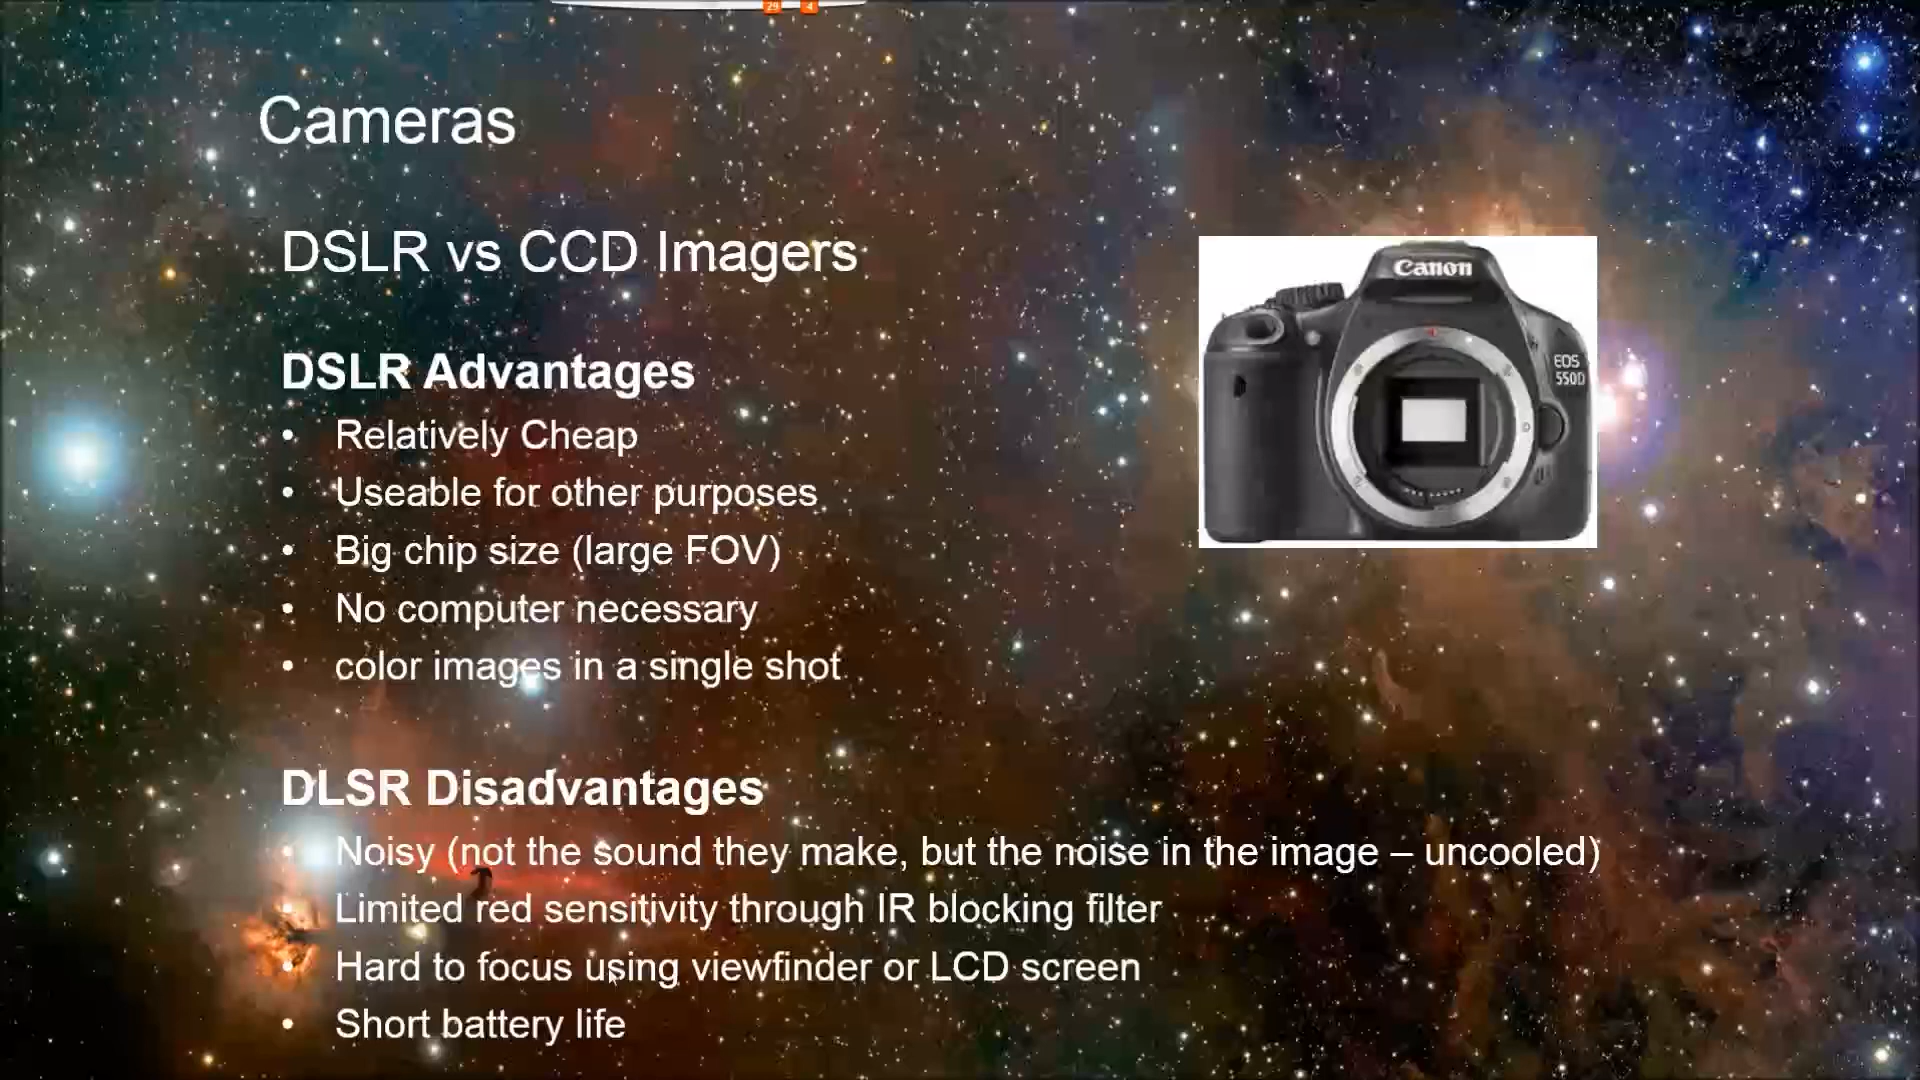 29 4
Cameras
DSLR vs CCD Imagers
Canon
EOS
550D
DSLR Advantages
• Relatively Cheap
• Useable for other purposes
• Big chip size (large FOV)
• No computer necessary
• color images in a single shot
DLSR Disadvantages
• Noisy (not the sound they make, but the noise in the image – uncooled)
• Limited red sensitivity through IR blocking filter
• Hard to focus using viewfinder or LCD screen
• Short battery life